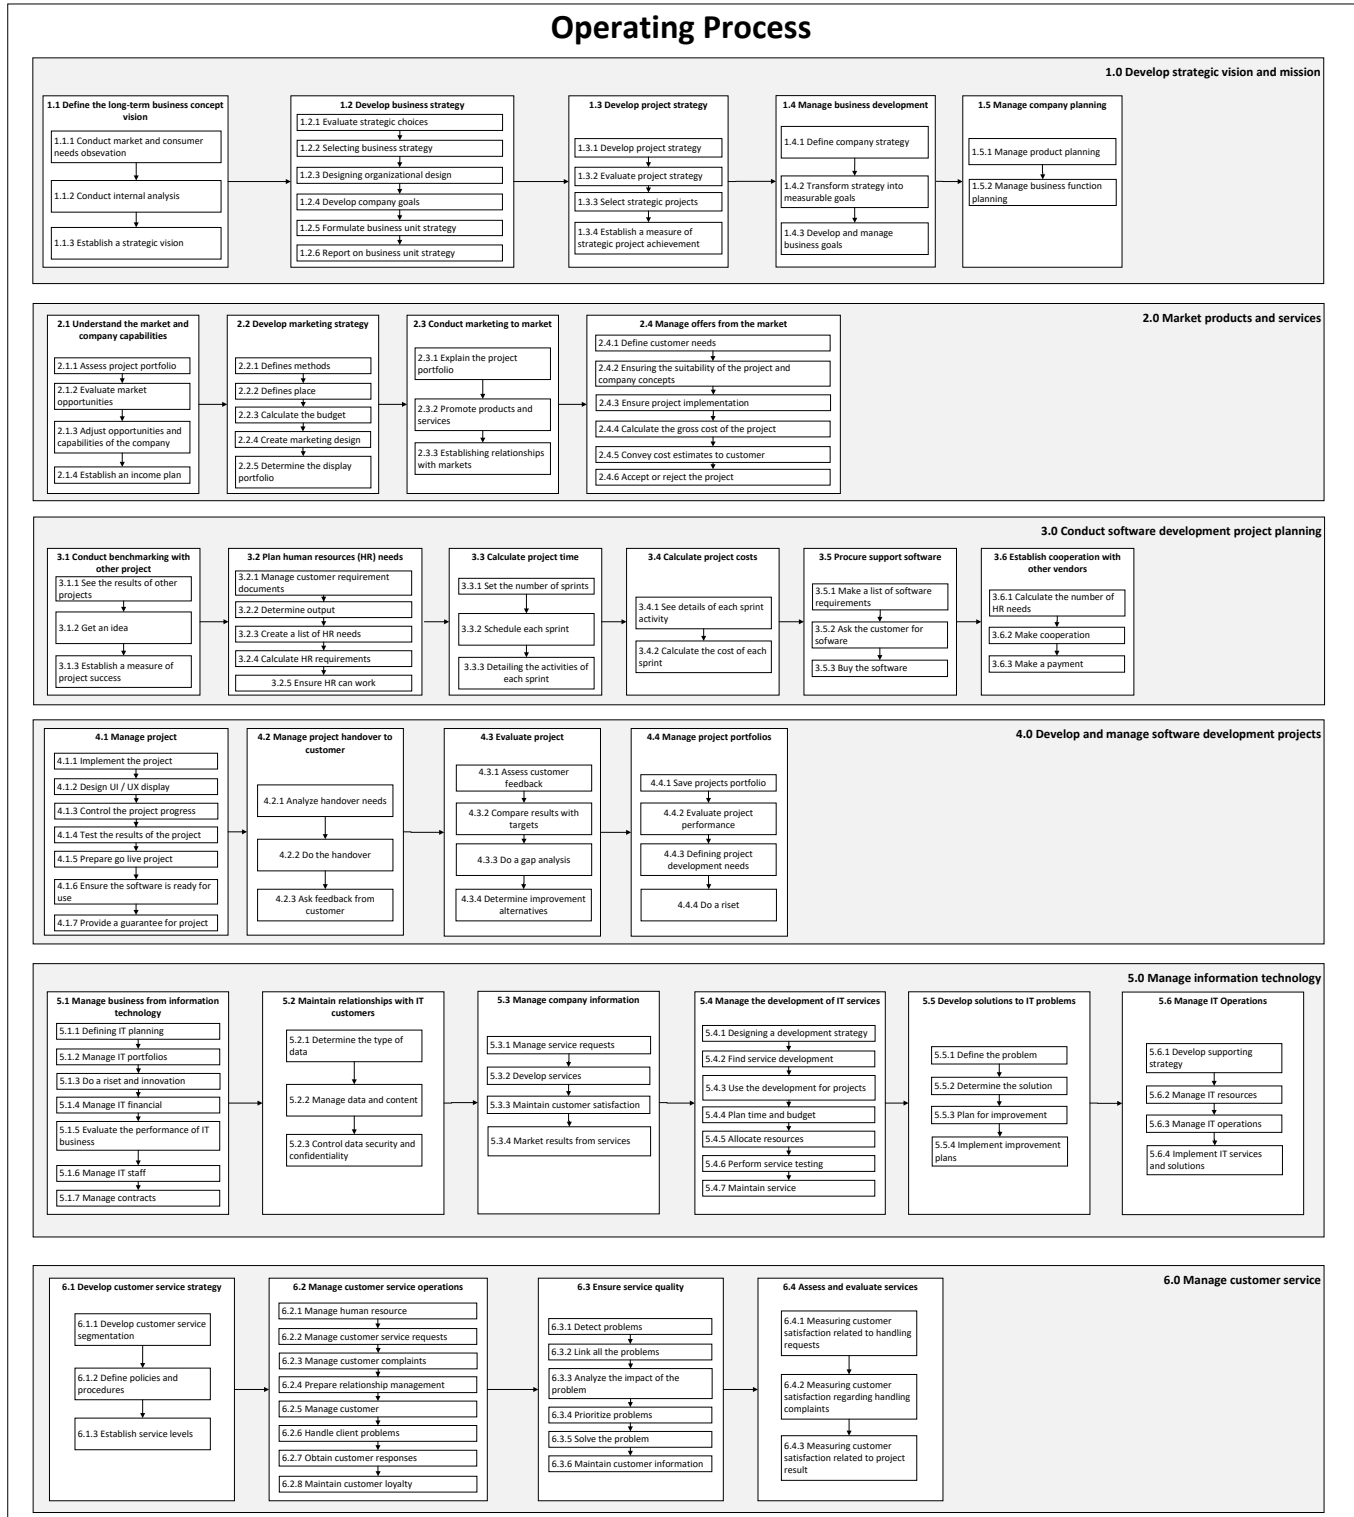 Operating Process
1.0 Develop strategic vision and mission
1.1 Define the long-term business concept
vision
1.1.1 Conduct market and consumer
needs obsevation
1.1.2 Conduct internal analysis
1.1.3 Establish a strategic vision
1.2 Develop business strategy
1.2.1 Evaluate strategic choices
1.2.2 Selecting business strategy
1.2.3 Designing organizational design
1.2.4 Develop company goals
1.2.5 Formulate business unit strategy
1.2.6 Report on business unit strategy
1.3 Develop project strategy
1.3.1 Develop project strategy
1.3.2 Evaluate project strategy
1.3.3 Select strategic projects
1.3.4 Establish a measure of
strategic project achievement
1.4 Manage business development
1.4.1 Define company strategy
1.4.2 Transform strategy into
measurable goals
1.4.3 Develop and manage
business goals
1.5 Manage company planning
1.5.1 Manage product planning
1.5.2 Manage business function
planning
2.0 Market products and services
2.1 Understand the market and
company capabilities
2.1.1 Assess project portfolio
2.1.2 Evaluate market
opportunities
2.1.3 Adjust opportunities and
capabilities of the company
2.1.4 Establish an income plan
2.2 Develop marketing strategy
2.2.1 Defines methods
2.2.2 Defines place
2.2.3 Calculate the budget
2.2.4 Create marketing design
2.2.5 Determine the display
portfolio
2.3 Conduct marketing to market
2.3.1 Explain the project
portfolio
2.3.2 Promote products and
services
2.3.3 Establishing relationships
with markets
2.4 Manage offers from the market
2.4.1 Define customer needs
2.4.2 Ensuring the suitability of the project and
company concepts
2.4.3 Ensure project implementation
2.4.4 Calculate the gross cost of the project
2.4.5 Convey cost estimates to customer
2.4.6 Accept or reject the project
3.0 Conduct software development project planning
3.1 Conduct benchmarking with
other project
3.1.1 See the results of other
projects
3.1.2 Get an idea
3.1.3 Establish a measure of
project success
3.2 Plan human resources (HR) needs
3.2.1 Manage customer requirement
documents
3.2.2 Determine output
3.2.3 Create a list of HR needs
3.2.4 Calculate HR requirements
3.2.5 Ensure HR can work
3.3 Calculate project time
3.3.1 Set the number of sprints
3.3.2 Schedule each sprint
3.3.3 Detailing the activities of
each sprint
3.4 Calculate project costs
3.4.1 See details of each sprint
activity
3.4.2 Calculate the cost of each
sprint
3.5 Procure support software
3.5.1 Make a list of software
requirements
3.5.2 Ask the customer for
sofware
3.5.3 Buy the software
3.6 Establish cooperation with
other vendors
3.6.1 Calculate the number of
HR needs
3.6.2 Make cooperation
3.6.3 Make a payment
4.0 Develop and manage software development projects
4.1 Manage project
4.1.1 Implement the project
4.1.2 Design UI / UX display
4.1.3 Control the project progress
4.1.4 Test the results of the project
4.1.5 Prepare go live project
4.1.6 Ensure the software is ready for
use
4.1.7 Provide a guarantee for project
4.2 Manage project handover to
customer
4.2.1 Analyze handover needs
4.2.2 Do the handover
4.2.3 Ask feedback from
customer
4.3 Evaluate project
4.3.1 Assess customer
feedback
4.3.2 Compare results with
targets
4.3.3 Do a gap analysis
4.3.4 Determine improvement
alternatives
4.4 Manage project portfolios
4.4.1 Save projects portfolio
4.4.2 Evaluate project
performance
4.4.3 Defining project
development needs
4.4.4 Do a riset
5.0 Manage information technology
5.1 Manage business from information
technology
5.1.1 Defining IT planning
5.1.2 Manage IT portfolios
5.1.3 Do a riset and innovation
5.1.4 Manage IT financial
5.1.5 Evaluate the performance of IT
business
5.1.6 Manage IT staff
5.1.7 Manage contracts
5.2 Maintain relationships with IT
customers
5.2.1 Determine the type of
data
5.2.2 Manage data and content
5.2.3 Control data security and
confidentiality
5.3 Manage company information
5.3.1 Manage service requests
5.3.2 Develop services
5.3.3 Maintain customer satisfaction
5.3.4 Market results from services
5.4 Manage the development of IT services
5.4.1 Designing a development strategy
5.4.2 Find service development
5.4.3 Use the development for projects
5.4.4 Plan time and budget
5.4.5 Allocate resources
5.4.6 Perform service testing
5.4.7 Maintain service
5.5 Develop solutions to IT problems
5.5.1 Define the problem
5.5.2 Determine the solution
5.5.3 Plan for improvement
5.5.4 Implement improvement
plans
5.6 Manage IT Operations
5.6.1 Develop supporting
strategy
5.6.2 Manage IT resources
5.6.3 Manage IT operations
5.6.4 Implement IT services
and solutions
6.0 Manage customer service
6.1 Develop customer service strategy
6.1.1 Develop customer service
segmentation
6.1.2 Define policies and
procedures
6.1.3 Establish service levels
6.2 Manage customer service operations
6.2.1 Manage human resource
6.2.2 Manage customer service requests
6.2.3 Manage customer complaints
6.2.4 Prepare relationship management
6.2.5 Manage customer
6.2.6 Handle client problems
6.2.7 Obtain customer responses
6.2.8 Maintain customer loyalty
6.3 Ensure service quality
6.3.1 Detect problems
6.3.2 Link all the problems
6.3.3 Analyze the impact of the
problem
6.3.4 Prioritize problems
6.3.5 Solve the problem
6.3.6 Maintain customer information
6.4 Assess and evaluate services
6.4.1 Measuring customer
satisfaction related to handling
requests
6.4.2 Measuring customer
satisfaction regarding handling
complaints
6.4.3 Measuring customer
satisfaction related to project
result